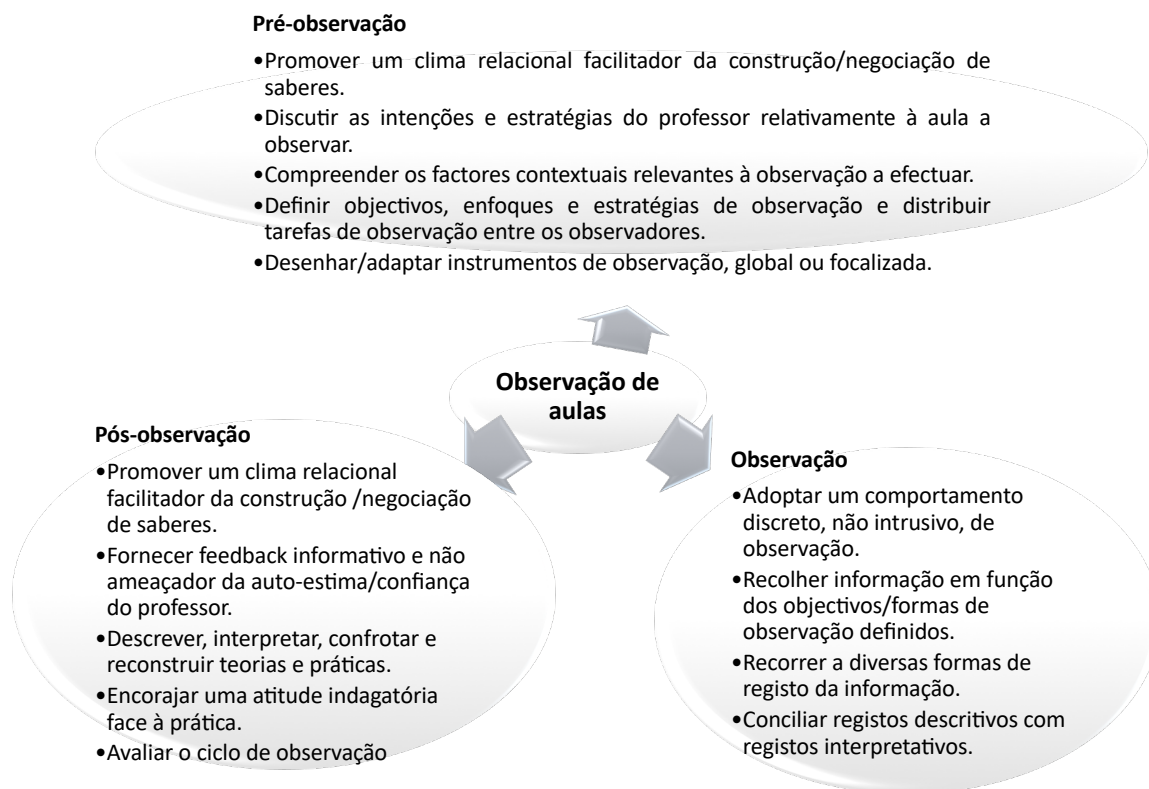 Pré-observação
•Promover um clima relacional facilitador da construção/negociação de
saberes.
•Discutir as intenções e estratégias do professor relativamente à aula a
observar.
•Compreender os factores contextuais relevantes à observação a efectuar.
•Definir objectivos, enfoques e estratégias de observação e distribuir
tarefas de observação entre os observadores.
•Desenhar/adaptar instrumentos de observação, global ou focalizada.
Observação de
aulas
Pós-observação
•Promover um clima relacional
facilitador da construção /negociação
de saberes.
•Fornecer feedback informativo e não
ameaçador da auto-estima/confiança
do professor.
•Descrever, interpretar, confrotar e
reconstruir teorias e práticas.
•Encorajar uma atitude indagatória
face à prática.
•Avaliar o ciclo de observação
Observação
•Adoptar um comportamento
discreto, não intrusivo, de
observação.
•Recolher informação em função
dos objectivos/formas de
observação definidos.
•Recorrer a diversas formas de
registo da informação.
•Conciliar registos descritivos com
registos interpretativos.